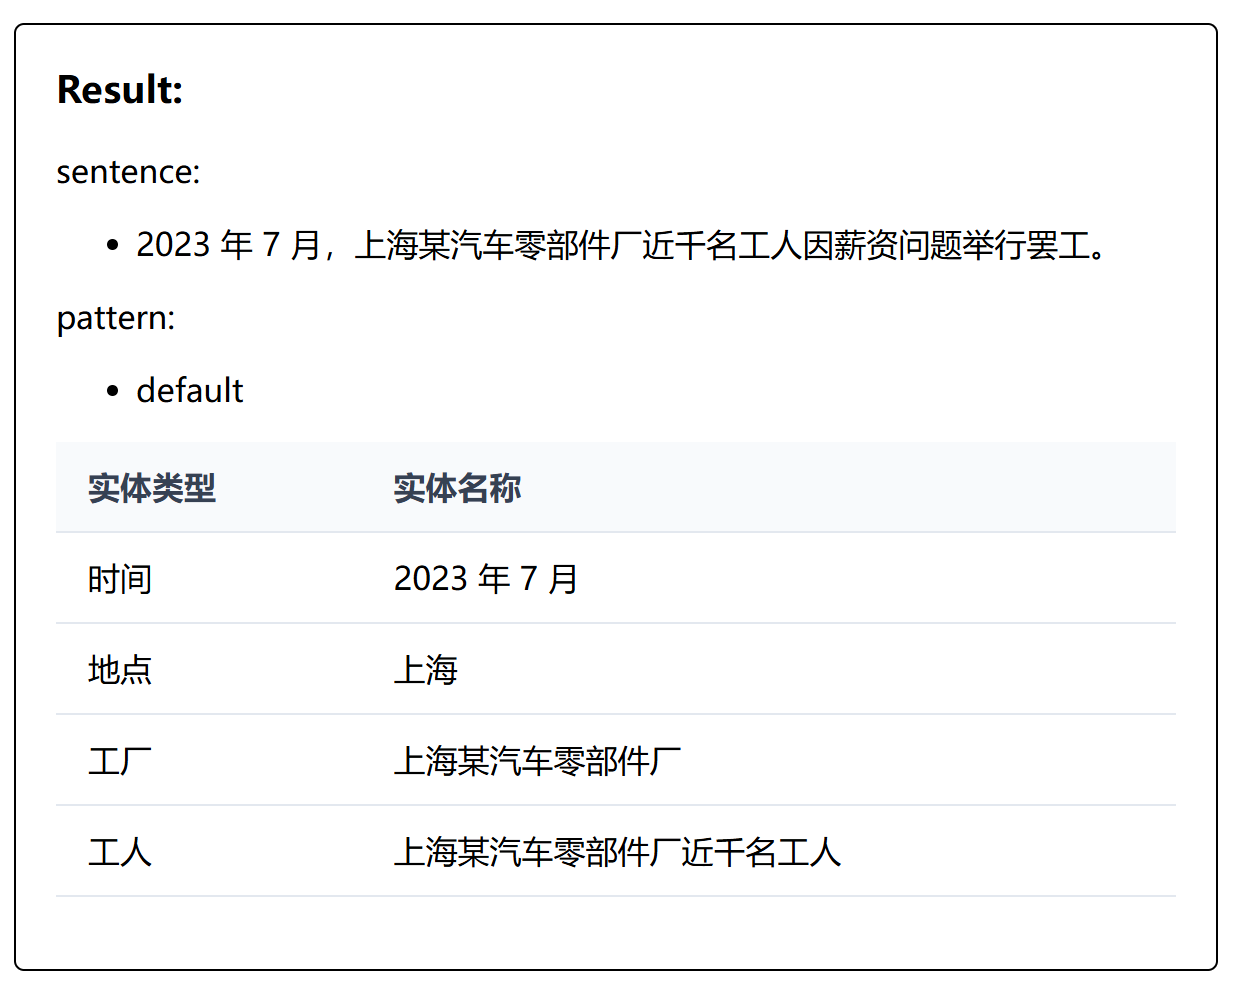 Result:
sentence:
2023 年 7 月，上海某汽车零部件厂近千名工人因薪资问题举行罢工。
pattern:
default
实体类型 实体名称
时间 2023 年 7 月
地点 上海
工厂 上海某汽车零部件厂
工人 上海某汽车零部件厂近千名工人